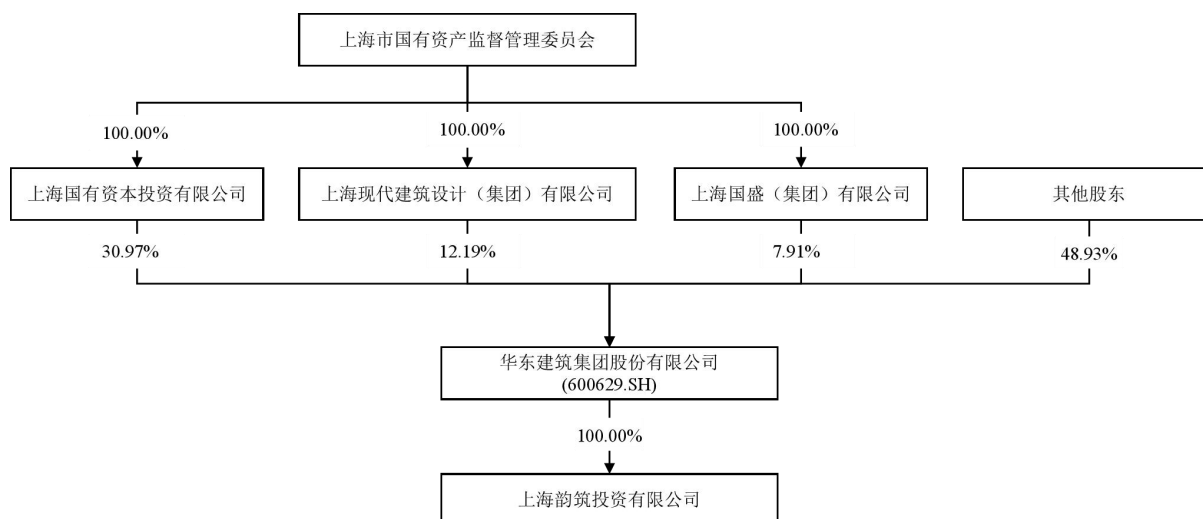 上海市国有资产监督管理委员会
100.00%
100.00%
100.00%
上海国有资本投资有限公司
上海现代建筑设计（集团）有限公司
上海国盛（集团）有限公司
其他股东
30.97%
12.19%
7.91%
48.93%
华东建筑集团股份有限公司
(600629.SH)
100.00%
上海韵筑投资有限公司